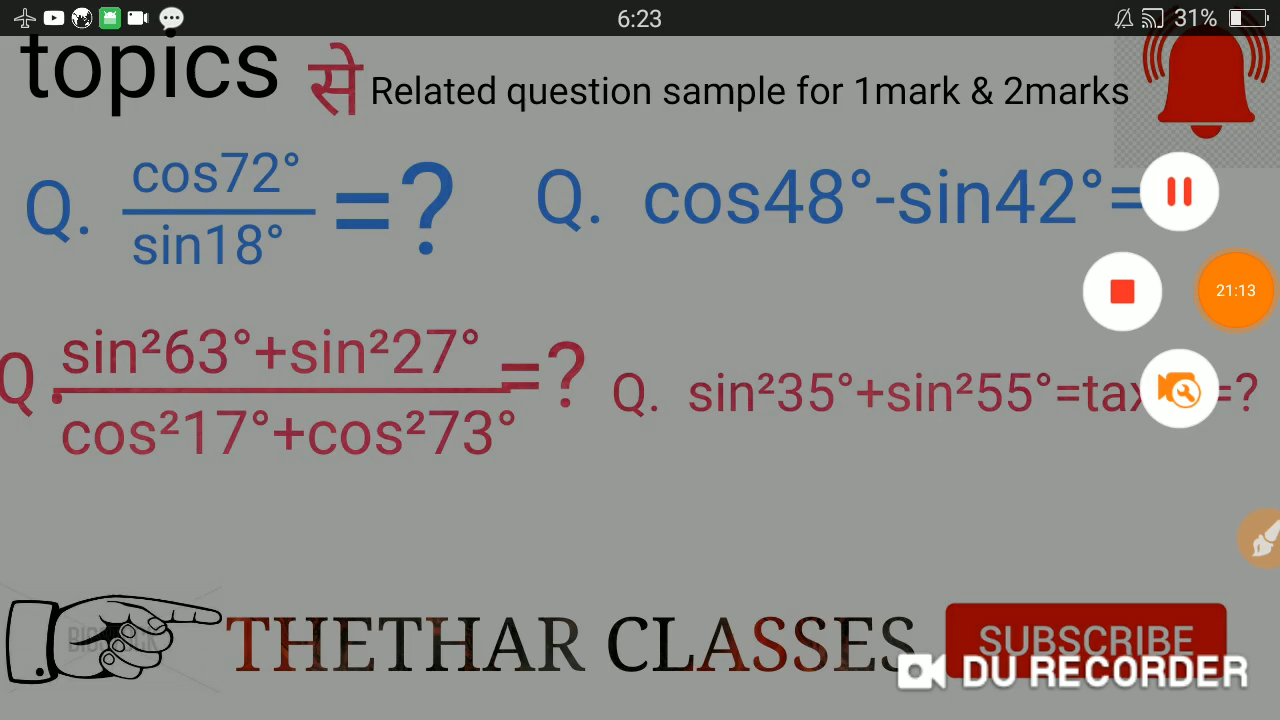 6:23
31%
topics से Related question sample for 1mark & 2marks
Q. cos72°/sin18° =?
Q. cos48°-sin42°=
21:13
Q. sin²63°+sin²27°/cos²17°+cos²73° =?
Q. sin²35°+sin²55°=ta =?
THETHAR CLASSES
SUBSCRIBE
DU RECORDER